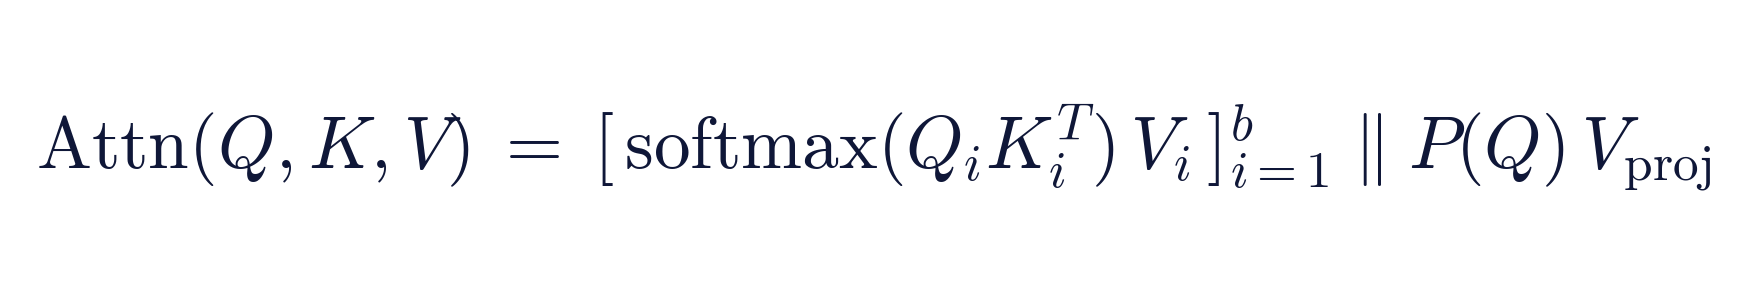 Attn(Q, K, V) = [ softmax(Q_i K_i^T) V_i ]_{i=1}^b ∥ P(Q) V_proj